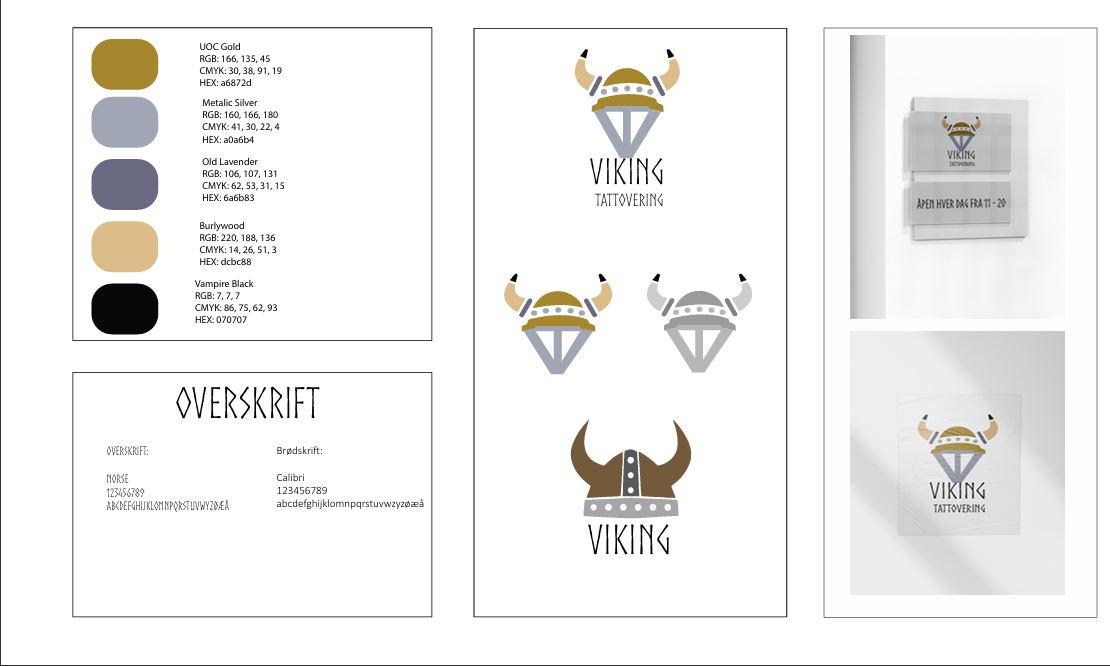 UOC Gold
RGB: 166, 135, 45
CMYK: 30, 38, 91, 19
HEX: a6872d
Metalic Silver
RGB: 160, 166, 180
CMYK: 41, 30, 22, 4
HEX: a0a6b4
Old Lavender
RGB: 106, 107, 131
CMYK: 62, 53, 31, 15
HEX: 6a6b83
Burlywood
RGB: 220, 188, 136
CMYK: 14, 26, 51, 3
HEX: dcbc88
Vampire Black
RGB: 7, 7, 7
CMYK: 86, 75, 62, 93
HEX: 070707
OVERSKRIFT
OVERSKRIFT:
NORSE
123456789
ABCDEFGHIJKLOMNPQRSTUVWYZØÆÅ
Brødskrift:
Calibri
123456789
abcdefghijklomnpqrstuvwzyzøæå
VIKING
TATTOVERING
VIKING
VIKING
TATTOVERING
ÅPEN HVER DAG FRA 11 - 20
VIKING
TATTOVERING